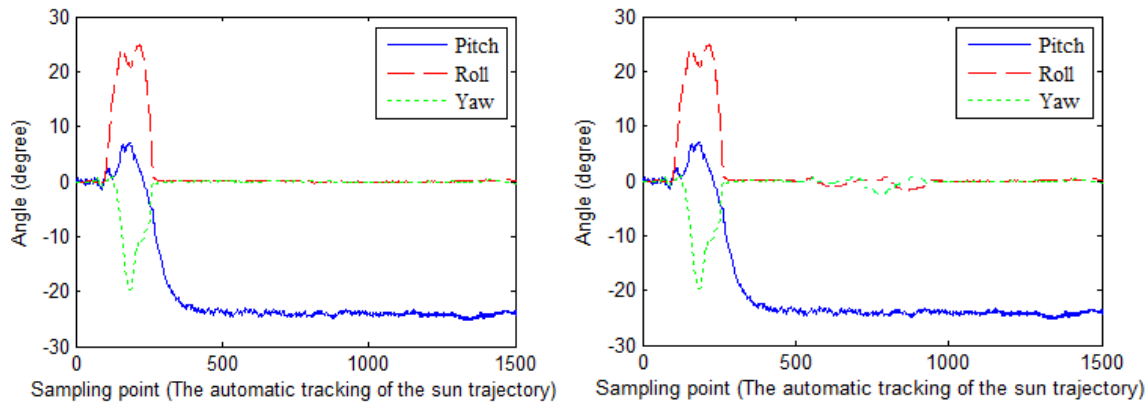 30
20
10
0
-10
-20
-30
Angle (degree)
Pitch
Roll
Yaw
0
500
1000
1500
Sampling point (The automatic tracking of the sun trajectory)
30
20
10
0
-10
-20
-30
Angle (degree)
Pitch
Roll
Yaw
0
500
1000
1500
Sampling point (The automatic tracking of the sun trajectory)